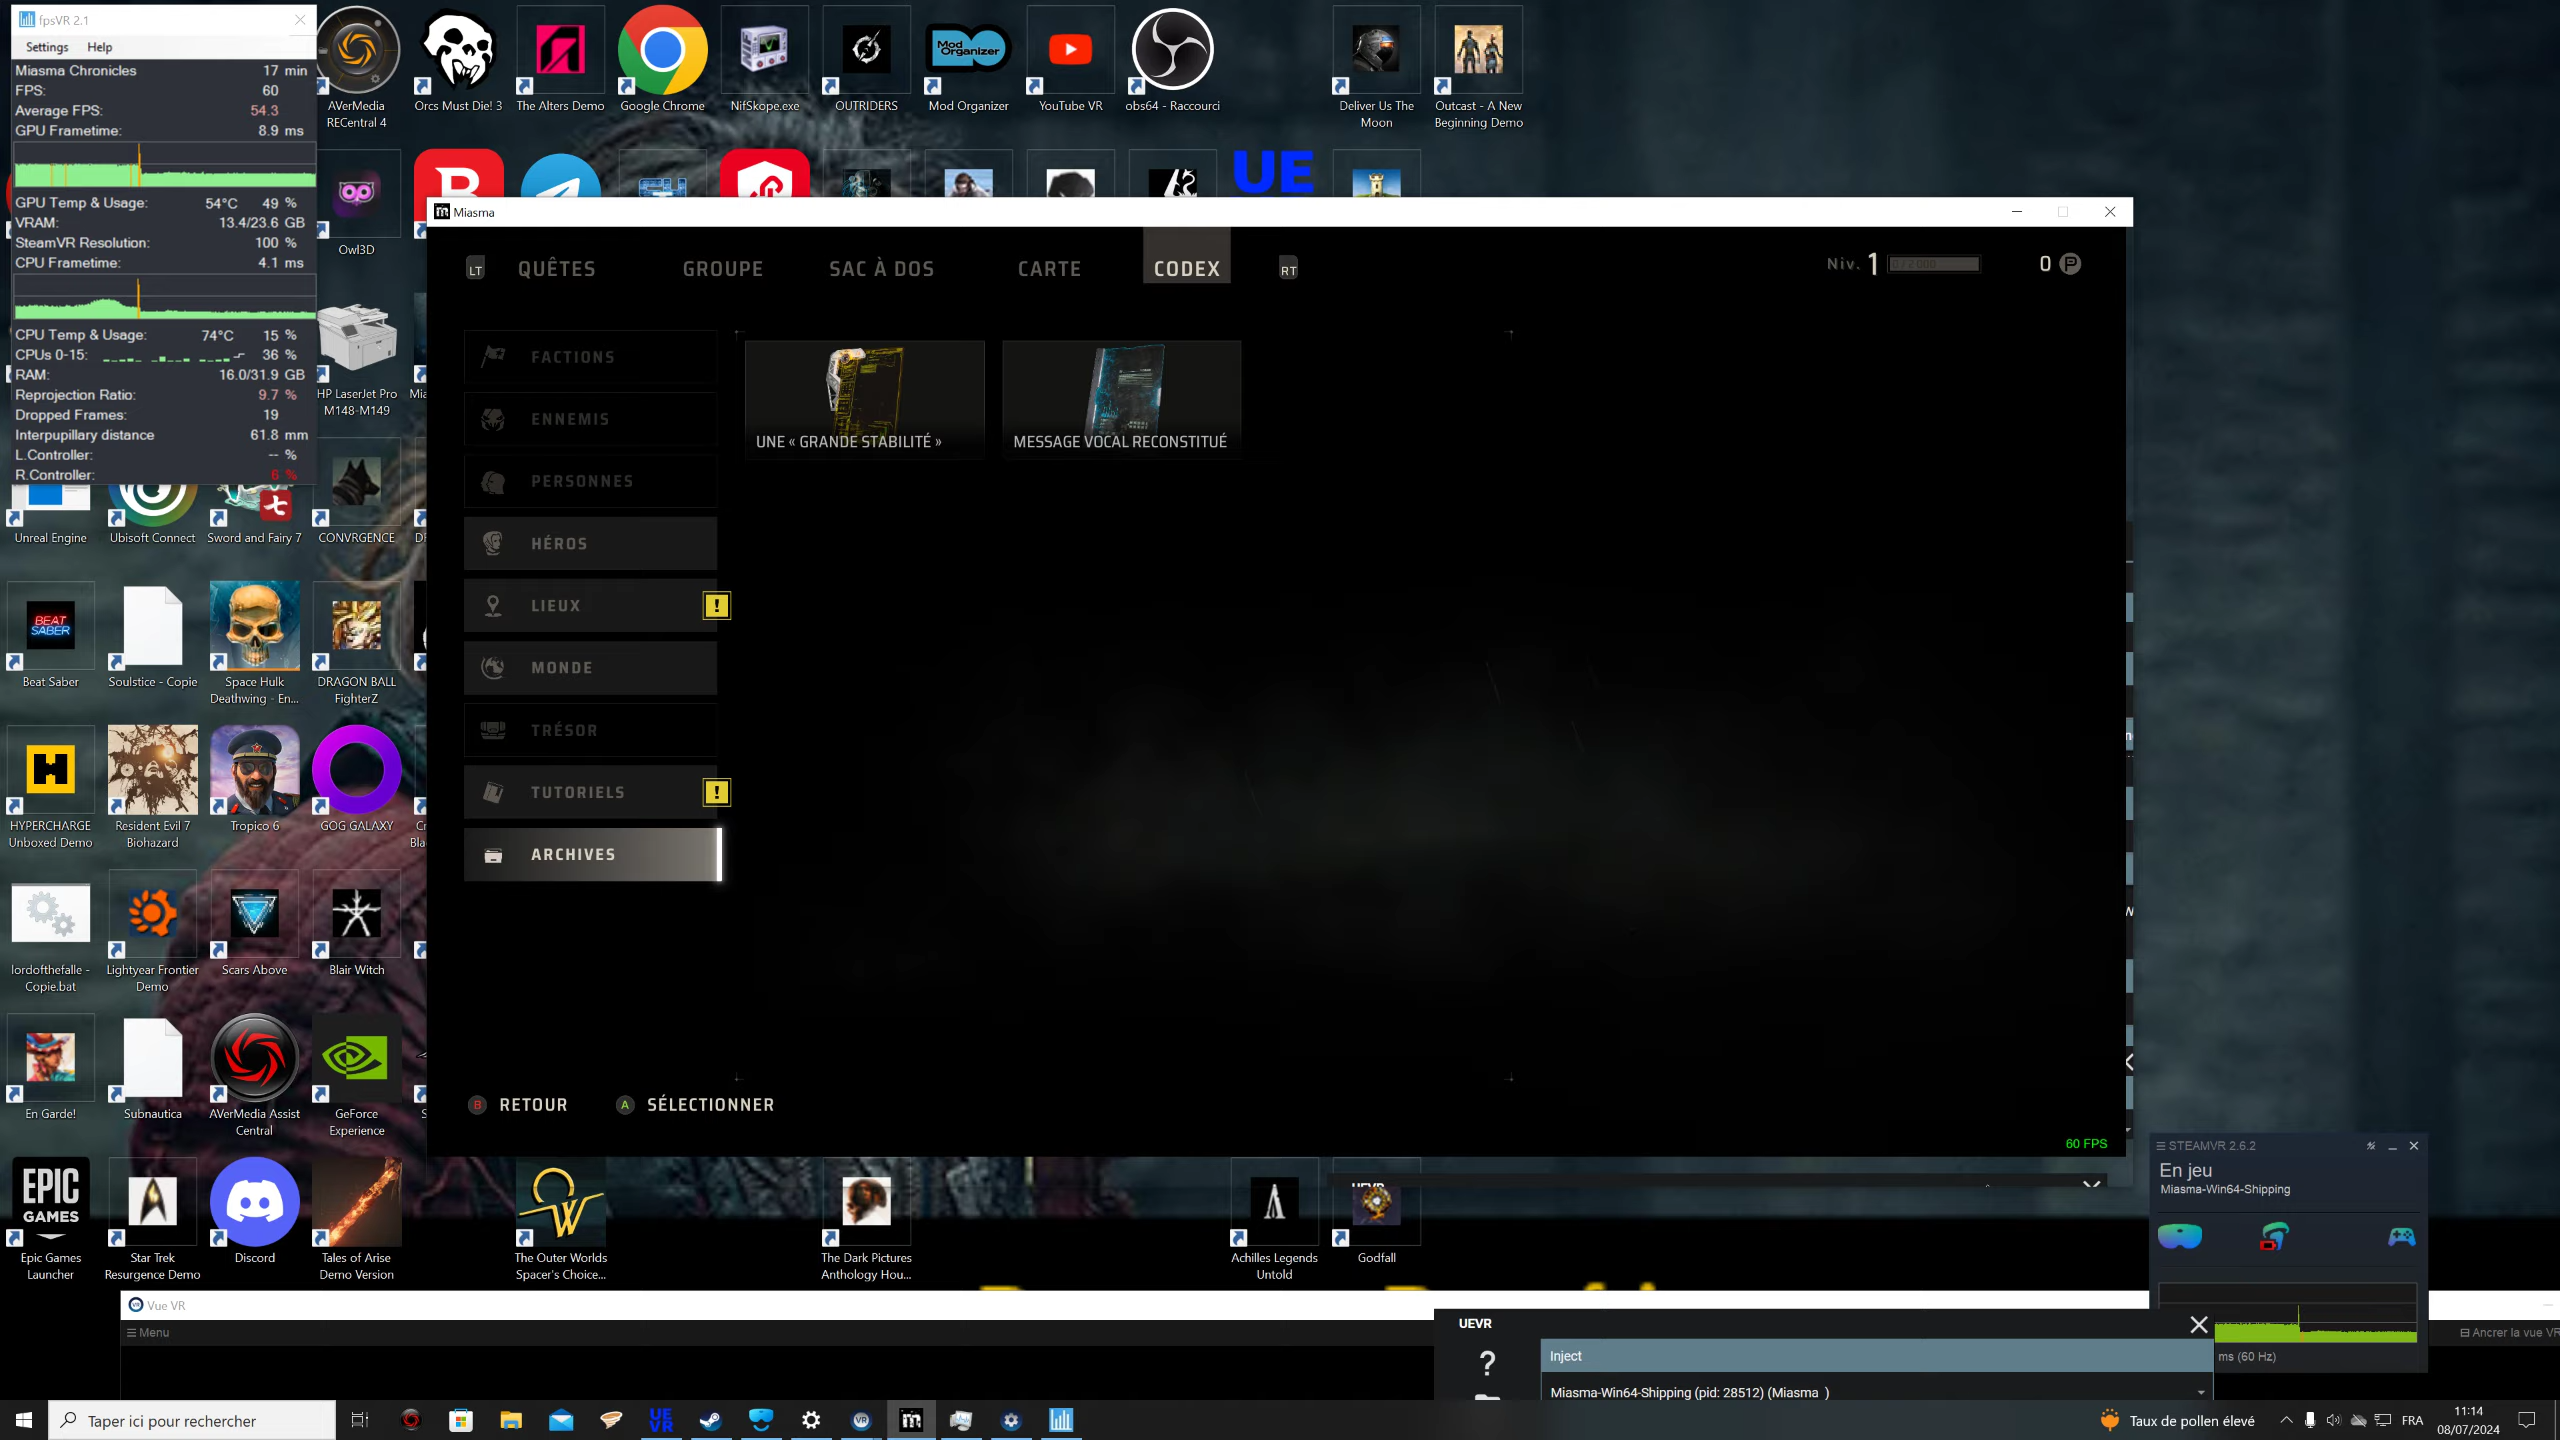 fpsVR 2.1
Settings Help
Miasma Chronicles 17 min
FPS: 60
Average FPS: 54.3
GPU Frametime: 8.9 ms
GPU Temp & Usage: 54°C 49 %
VRAM: 13.4/23.6 GB
SteamVR Resolution: 100 %
CPU Frametime: 4.1 ms
CPU Temp & Usage: 74°C 15 %
CPUs 0-15: 36 %
RAM: 16.0/31.9 GB
Reprojection Ratio: 9.7 %
Dropped Frames: 19
Interpupillary distance 61.8 mm
L.Controller: -- %
R.Controller: 6 %
AVerMedia RECentral 4
Orcs Must Die! 3
The Alters Demo
Google Chrome
NifSkope.exe
OUTRIDERS
Mod Organizer
Mod Organizer
YouTube VR
obs64 - Raccourci
Deliver Us The Moon
Outcast - A New Beginning Demo
Owl3D
UE
HP LaserJet Pro M148-M149
Unreal Engine
Ubisoft Connect
Sword and Fairy 7
CONVRGENCE
BEAT SABER
Beat Saber
Soulstice - Copie
Space Hulk Deathwing - En...
DRAGON BALL FighterZ
HYPERCHARGE Unboxed Demo
Resident Evil 7 Biohazard
Tropico 6
GOG GALAXY
lordofthefalle - Copie.bat
Lightyear Frontier Demo
Scars Above
Blair Witch
En Garde!
Subnautica
AVerMedia Assist Central
GeForce Experience
EPIC GAMES
Epic Games Launcher
Star Trek Resurgence Demo
Discord
Tales of Arise Demo Version
The Outer Worlds Spacer's Choice...
The Dark Pictures Anthology Hou...
Achilles Legends Untold
Godfall
Miasma
LT QUÊTES GROUPE SAC À DOS CARTE CODEX RT
Niv. 1
0 P
FACTIONS
ENNEMIS
PERSONNES
HÉROS
LIEUX !
MONDE
TRÉSOR
TUTORIELS !
ARCHIVES
UNE « GRANDE STABILITÉ »
MESSAGE VOCAL RECONSTITUÉ
B RETOUR A SÉLECTIONNER
60 FPS
STEAMVR 2.6.2
En jeu
Miasma-Win64-Shipping
ms (60 Hz)
Vue VR
Menu
Ancrer la vue VR
UEVR
?
Inject
Miasma-Win64-Shipping (pid: 28512) (Miasma )
Taper ici pour rechercher
UE VR
VR
Taux de pollen élevé
FRA
11:14
08/07/2024